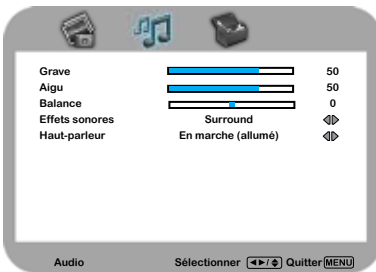 Grave 50
Aigu 50
Balance 0
Effets sonores Surround
Haut-parleur En marche (allumé)
Audio Sélectionner Quitter MENU